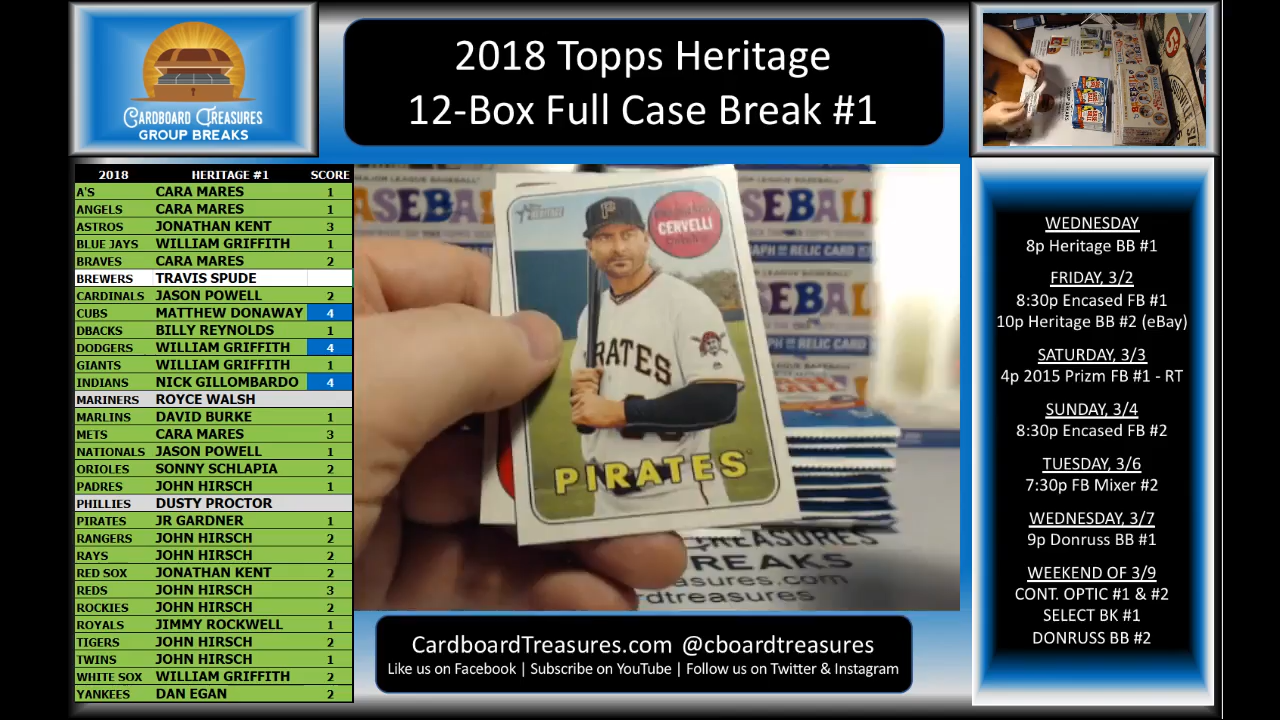 CARDBOARD TREASURES
GROUP BREAKS
2018 Topps Heritage
12-Box Full Case Break #1
2018 HERITAGE #1 SCORE
A'S CARA MARES 1
ANGELS CARA MARES 1
ASTROS JONATHAN KENT 3
BLUE JAYS WILLIAM GRIFFITH 1
BRAVES CARA MARES 2
BREWERS TRAVIS SPUDE
CARDINALS JASON POWELL 2
CUBS MATTHEW DONAWAY 4
DBACKS BILLY REYNOLDS 1
DODGERS WILLIAM GRIFFITH 4
GIANTS WILLIAM GRIFFITH 1
INDIANS NICK GILLOMBARDO 4
MARINERS ROYCE WALSH
MARLINS DAVID BURKE 1
METS CARA MARES 3
NATIONALS JASON POWELL 1
ORIOLES SONNY SCHLAPIA 2
PADRES JOHN HIRSCH 1
PHILLIES DUSTY PROCTOR
PIRATES JR GARDNER 1
RANGERS JOHN HIRSCH 2
RAYS JOHN HIRSCH 2
RED SOX JONATHAN KENT 2
REDS JOHN HIRSCH 3
ROCKIES JOHN HIRSCH 2
ROYALS JIMMY ROCKWELL 1
TIGERS JOHN HIRSCH 2
TWINS JOHN HIRSCH 1
WHITE SOX WILLIAM GRIFFITH 2
YANKEES DAN EGAN 2
HERITAGE
CERVELLI
P
PIRATES
MAJOR LEAGUE BASEBALL
BASEBALL
RELIC CARD
TREASURES
BREAKS
CardboardTreasures.com @cboardtreasures
Like us on Facebook | Subscribe on YouTube | Follow us on Twitter & Instagram
WEDNESDAY
8p Heritage BB #1
FRIDAY, 3/2
8:30p Encased FB #1
10p Heritage BB #2 (eBay)
SATURDAY, 3/3
4p 2015 Prizm FB #1 - RT
SUNDAY, 3/4
8:30p Encased FB #2
TUESDAY, 3/6
7:30p FB Mixer #2
WEDNESDAY, 3/7
9p Donruss BB #1
WEEKEND OF 3/9
CONT. OPTIC #1 & #2
SELECT BK #1
DONRUSS BB #2